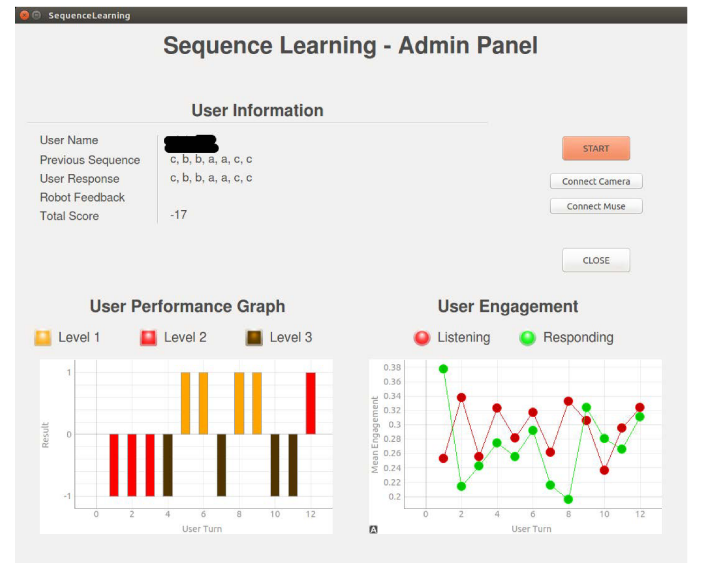 SequenceLearning
Sequence Learning - Admin Panel
User Information
User Name
Previous Sequence c, b, b, a, a, c, c
User Response c, b, b, a, a, c, c
Robot Feedback
Total Score -17
START
Connect Camera
Connect Muse
CLOSE
User Performance Graph
Level 1 Level 2 Level 3
1
0
-1
Result
0 2 4 6 8 10 12
User Turn
User Engagement
Listening Responding
0.38
0.36
0.34
0.32
0.3
0.28
0.26
0.24
0.22
0.2
Mean Engagement
0 2 4 6 8 10 12
User Turn
A